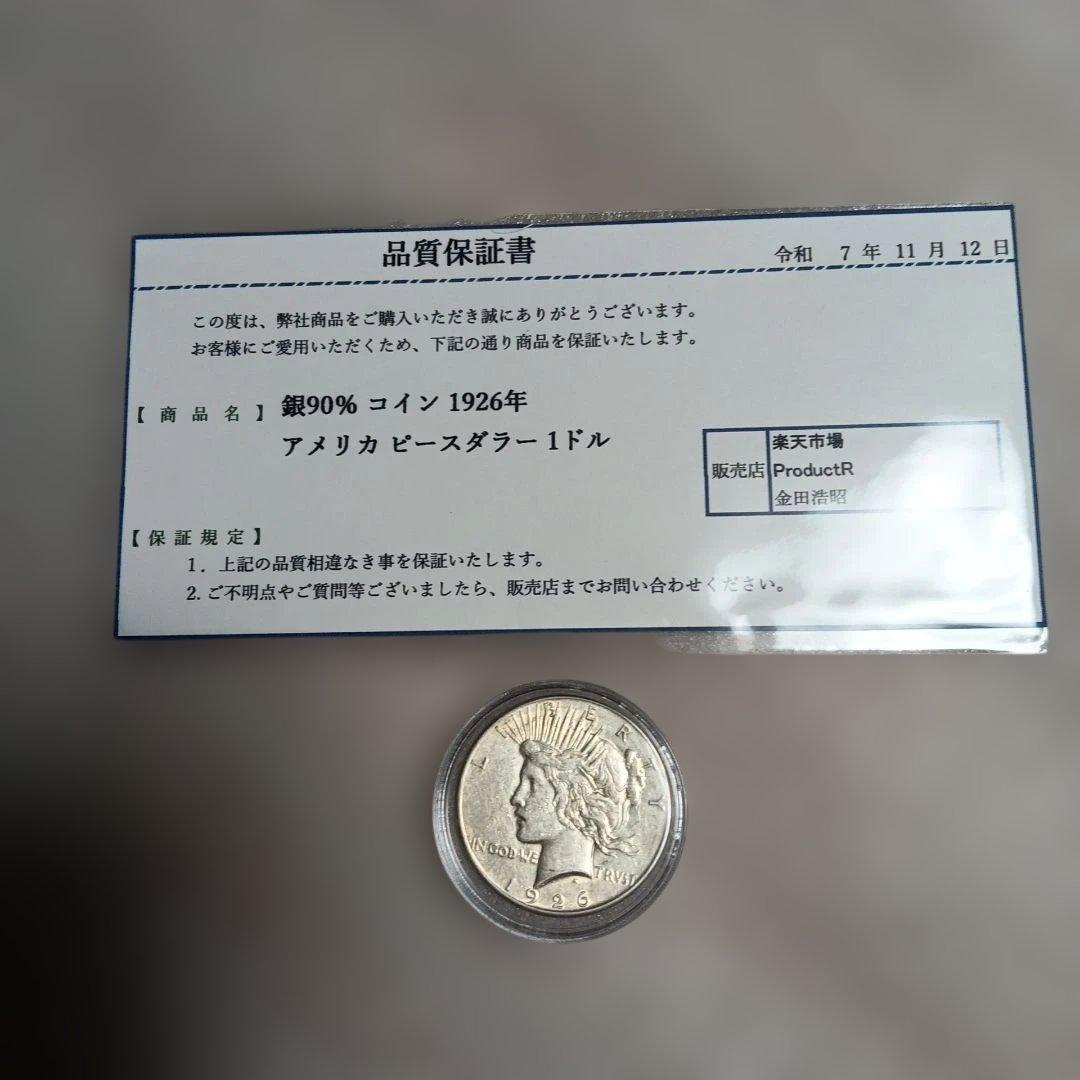 品質保証書
令和 7 年 11 月 12 日
この度は、弊社商品をご購入いただき誠にありがとうございます。
お客様にご愛用いただくため、下記の通り商品を保証いたします。
【 商 品 名 】 銀90% コイン 1926年
アメリカ ピースダラー 1ドル
販売店
楽天市場
ProductR
金田浩昭
【 保 証 規 定 】
1. 上記の品質相違なき事を保証いたします。
2. ご不明点やご質問等ございましたら、販売店までお問い合わせください。
LIBERTY
IN GOD WE TRVST
1926